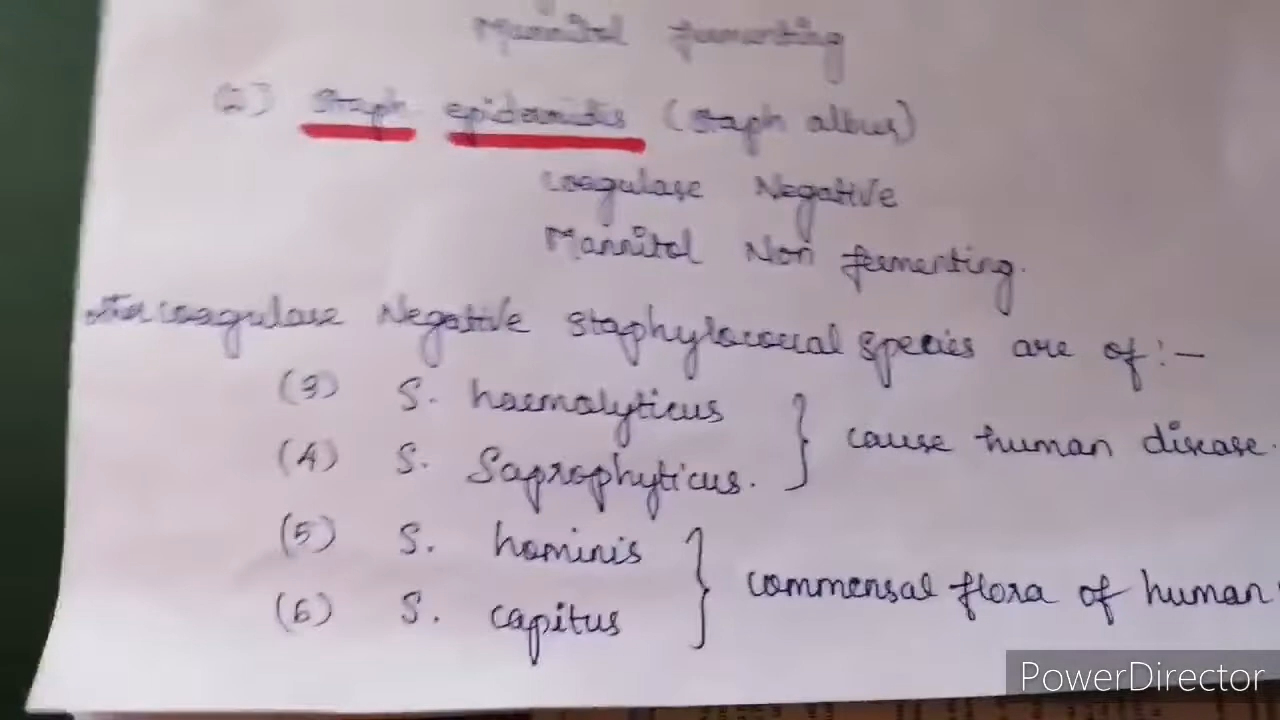 Mannitol fermenting
(2) Staph epidermidis (Staph albus)
coagulase Negative
Mannitol Non fermenting.
coagulase Negative Staphylococcal species are of :-
(3) S. haemolyticus
(4) S. Saprophyticus.
} cause human disease.
(5) S. hominis
(6) S. capitus
} commensal flora of human
PowerDirector